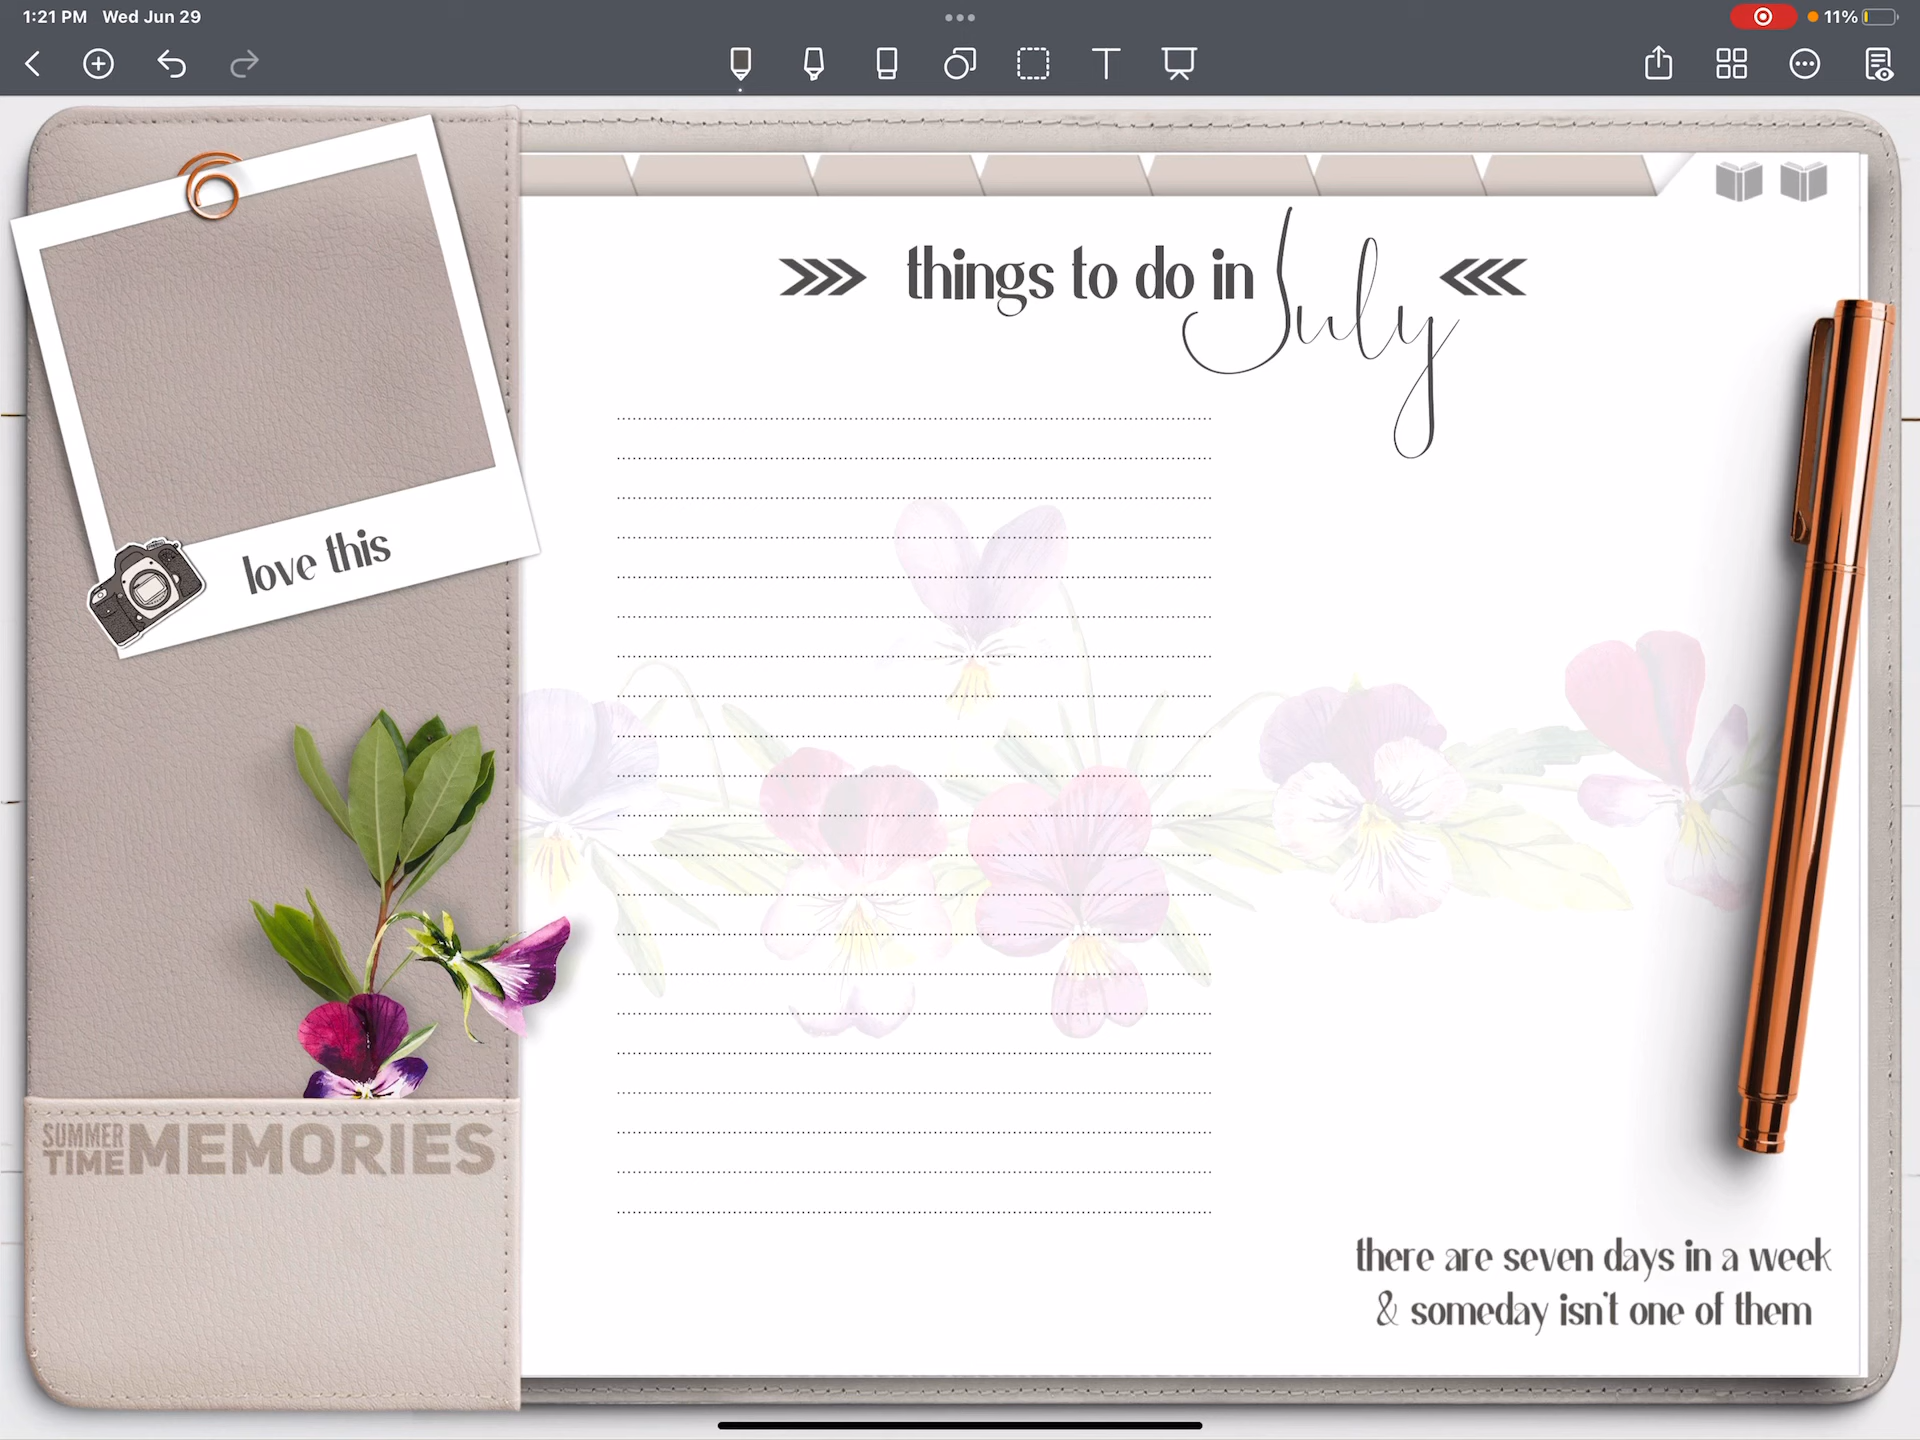 1:21 PM Wed Jun 29
11%
things to do in July
love this
SUMMER
TIME MEMORIES
there are seven days in a week
& someday isn't one of them